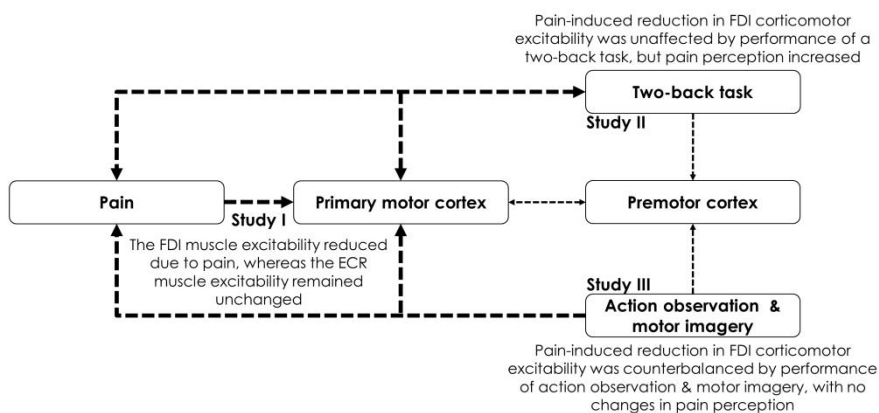 Pain-induced reduction in FDI corticomotor
excitability was unaffected by performance of a
two-back task, but pain perception increased
Two-back task
Study II
Pain
Primary motor cortex
Premotor cortex
Study I
The FDI muscle excitability reduced
due to pain, whereas the ECR
muscle excitability remained
unchanged
Study III
Action observation &
motor imagery
Pain-induced reduction in FDI corticomotor
excitability was counterbalanced by performance
of action observation & motor imagery, with no
changes in pain perception